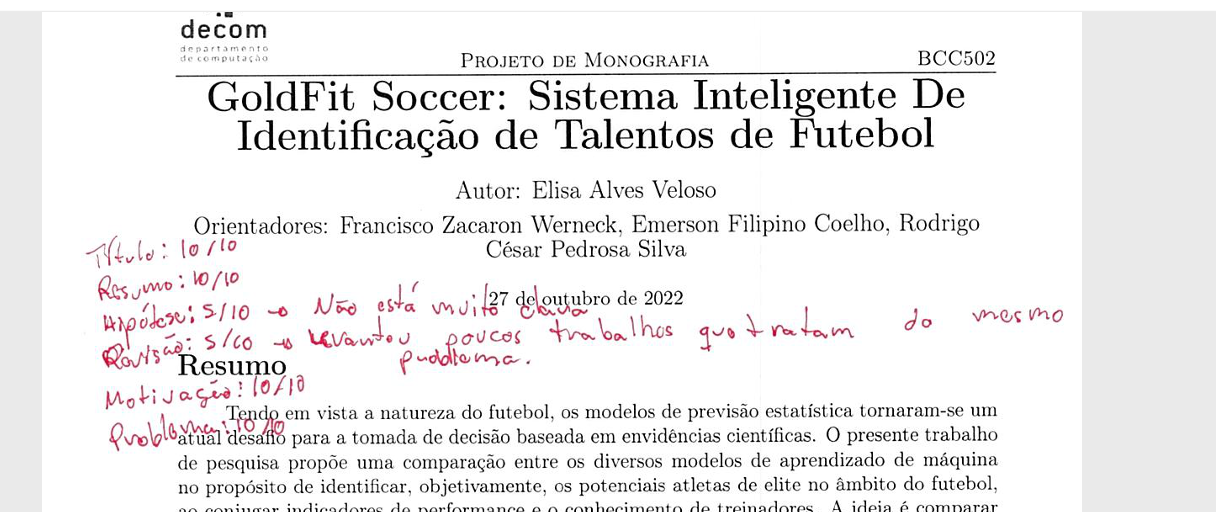 decom
departamento
de computação
PROJETO DE MONOGRAFIA
BCC502
GoldFit Soccer: Sistema Inteligente De
Identificação de Talentos de Futebol
Autor: Elisa Alves Veloso
Orientadores: Francisco Zacaron Werneck, Emerson Filipino Coelho, Rodrigo
César Pedrosa Silva
Título: 10/10
Resumo: 10/10
27 de outubro de 2022
Hipótese: 5/10 → Não está muito clara
Revisão: 5/10 → Levantou poucos trabalhos que tratam do mesmo
problema.
Resumo
Motivação: 10/10
Problema: 10/10
Tendo em vista a natureza do futebol, os modelos de previsão estatística tornaram-se um
atual desafio para a tomada de decisão baseada em envidências científicas. O presente trabalho
de pesquisa propõe uma comparação entre os diversos modelos de aprendizado de máquina
no propósito de identificar, objetivamente, os potenciais atletas de elite no âmbito do futebol,
ao conjugar indicadores de performance e o conhecimento de treinadores. A ideia é comparar